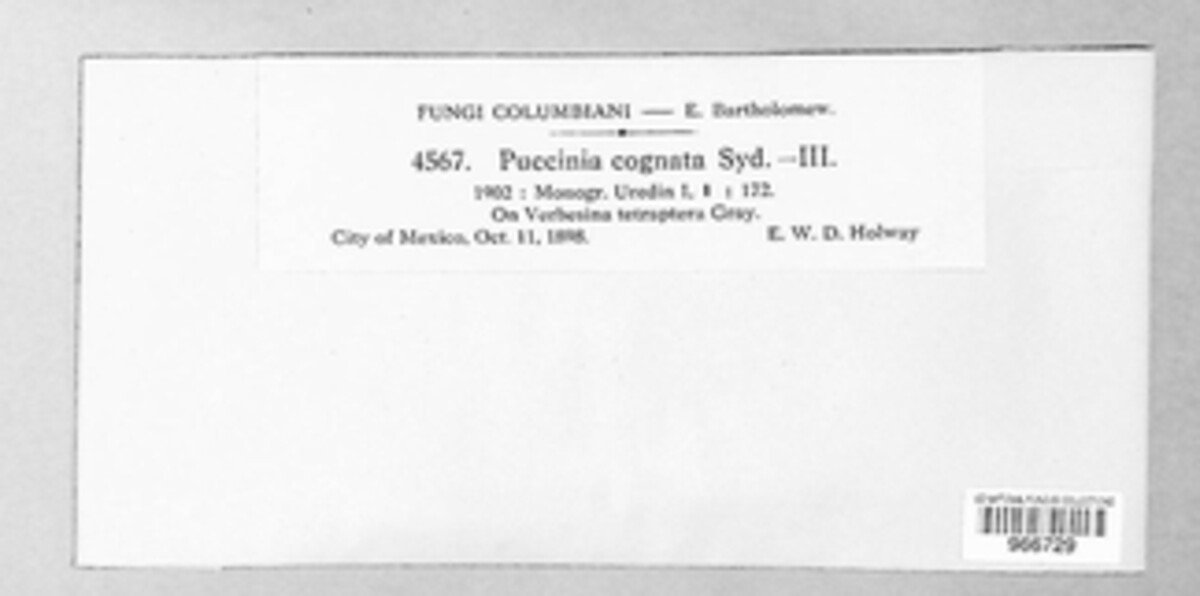 FUNGI COLUMBIANI — E. Bartholomew.
4567. Puccinia cognata Syd. —III.
1902 : Monogr. Uredin I, : 172.
On Verbesina tetraptera Gray.
City of Mexico, Oct. 11, 1898. E. W. D. Holway
966729